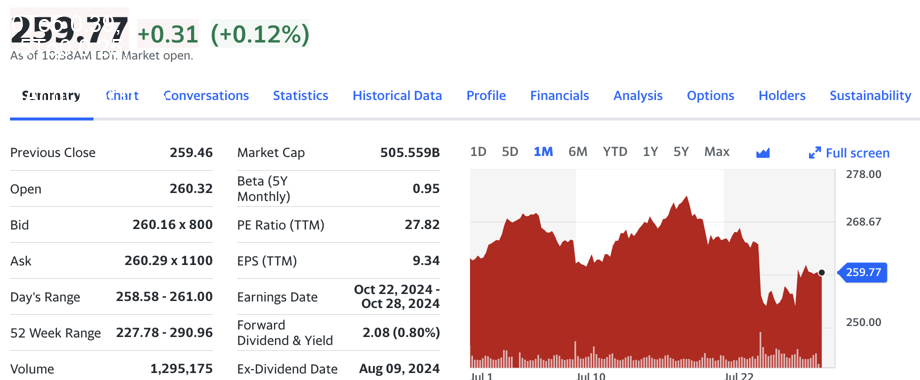 259.77 +0.31 (+0.12%)
As of 10:38AM EDT. Market open.
Summary Chart Conversations Statistics Historical Data Profile Financials Analysis Options Holders Sustainability
Previous Close 259.46
Open 260.32
Bid 260.16 x 800
Ask 260.29 x 1100
Day's Range 258.58 - 261.00
52 Week Range 227.78 - 290.96
Volume 1,295,175
Market Cap 505.559B
Beta (5Y
Monthly) 0.95
PE Ratio (TTM) 27.82
EPS (TTM) 9.34
Earnings Date Oct 22, 2024 -
Oct 28, 2024
Forward
Dividend & Yield 2.08 (0.80%)
Ex-Dividend Date Aug 09, 2024
1D 5D 1M 6M YTD 1Y 5Y Max Full screen
278.00
268.67
259.77
250.00
Jul 1 Jul 10 Jul 22